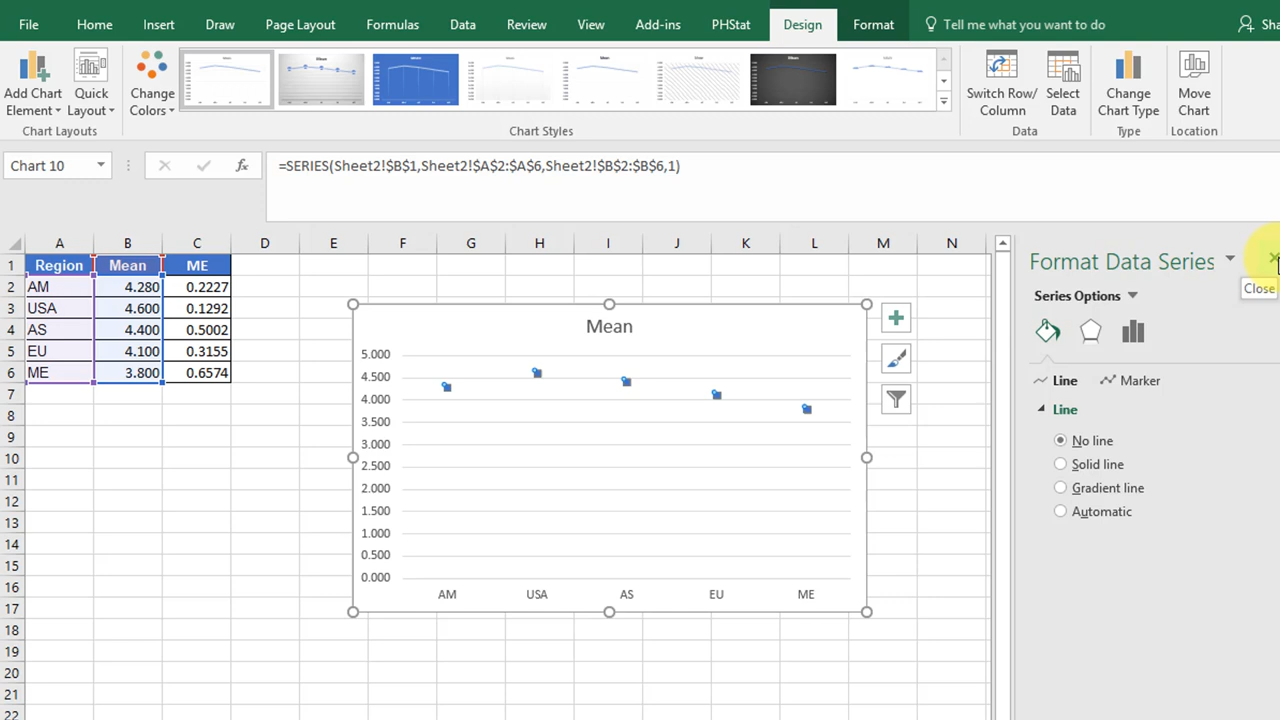 File Home Insert Draw Page Layout Formulas Data Review View Add-ins PHStat Design Format Tell me what you want to do
Add Chart Element Quick Layout Change Colors Switch Row/ Column Select Data Change Chart Type Move Chart
Chart Layouts Chart Styles Data Type Location
Chart 10 fx =SERIES(Sheet2!$B$1,Sheet2!$A$2:$A$6,Sheet2!$B$2:$B$6,1)
A B C D E F G H I J K L M N
1 Region Mean ME
2 AM 4.280 0.2227
3 USA 4.600 0.1292
4 AS 4.400 0.5002
5 EU 4.100 0.3155
6 ME 3.800 0.6574
7
8
9
10
11
12
13
14
15
16
17
18
19
20
21
22
Mean
5.000
4.500
4.000
3.500
3.000
2.500
2.000
1.500
1.000
0.500
0.000
AM USA AS EU ME
Format Data Series
Close
Series Options
Line Marker
Line
No line
Solid line
Gradient line
Automatic